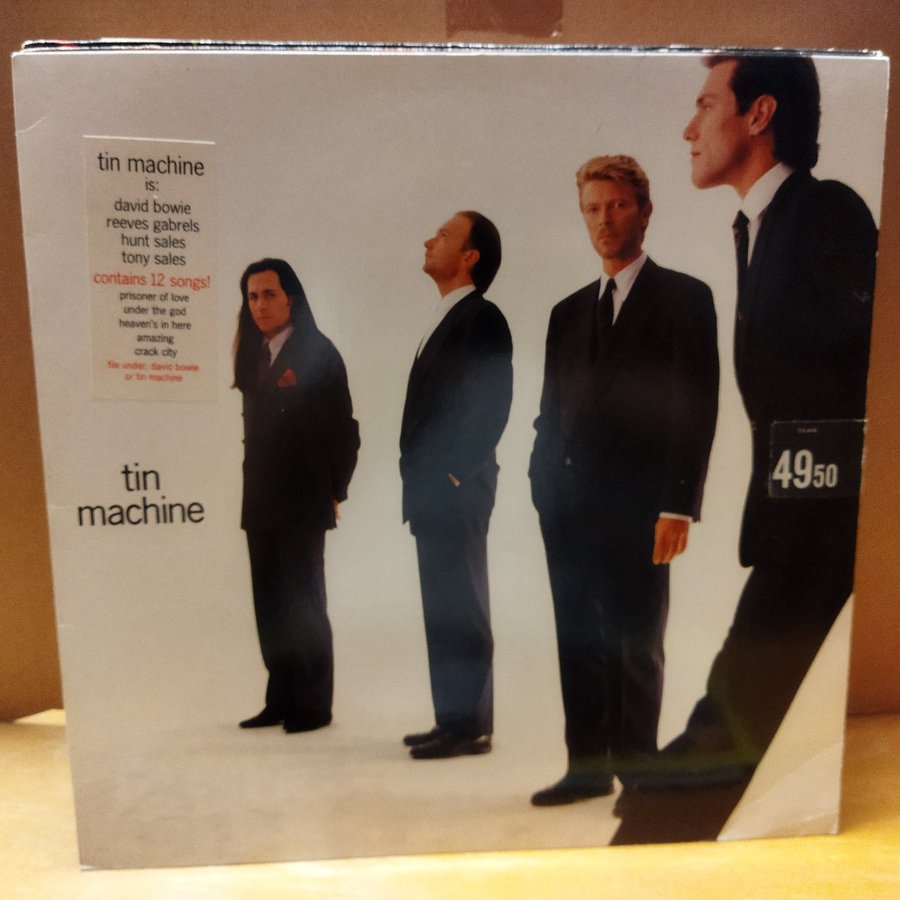 tin machine
is:
david bowie
reeves gabrels
hunt sales
tony sales
contains 12 songs!
prisoner of love
under the god
heaven's in here
amazing
crack city
file under: david bowie
or tin machine
tin
machine
4950